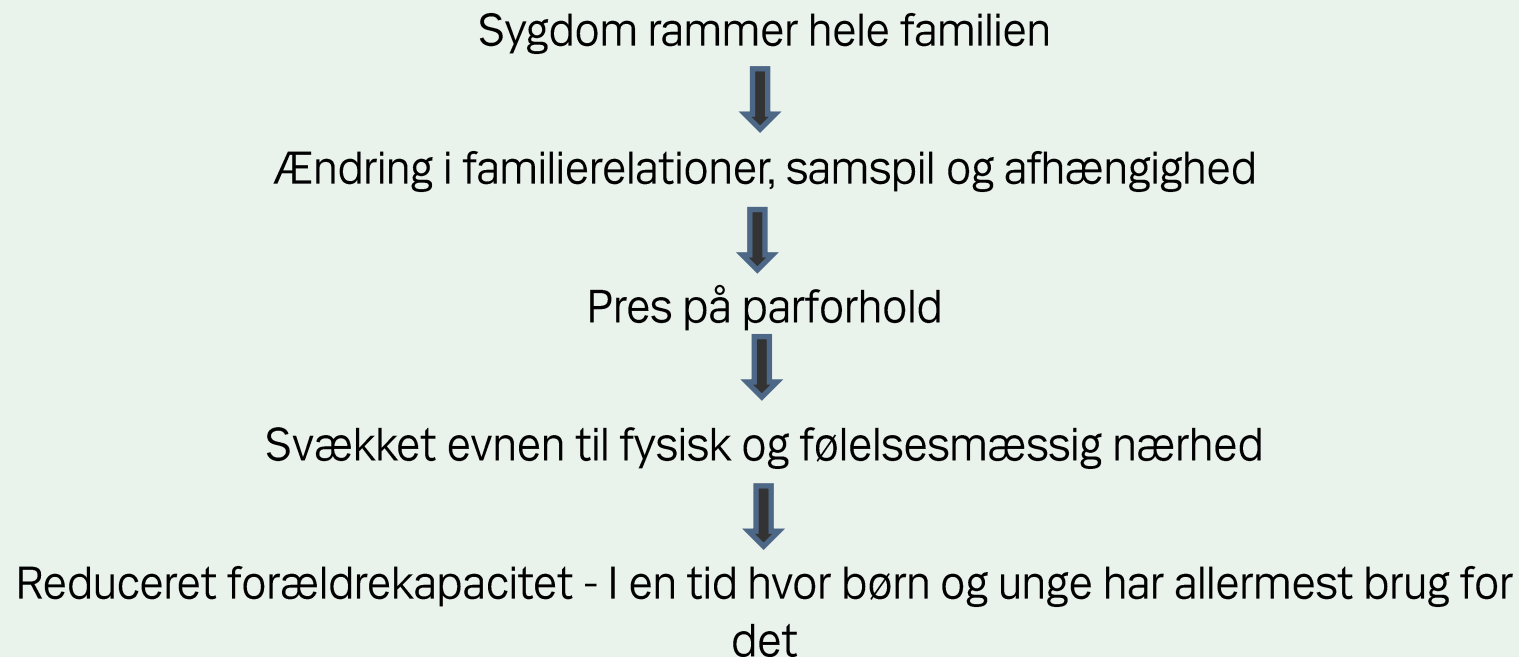 Sygdom rammer hele familien
Ændring i familierelationer, samspil og afhængighed
Pres på parforhold
Svækket evnen til fysisk og følelsesmæssig nærhed
Reduceret forældrekapacitet - I en tid hvor børn og unge har allermest brug for
det